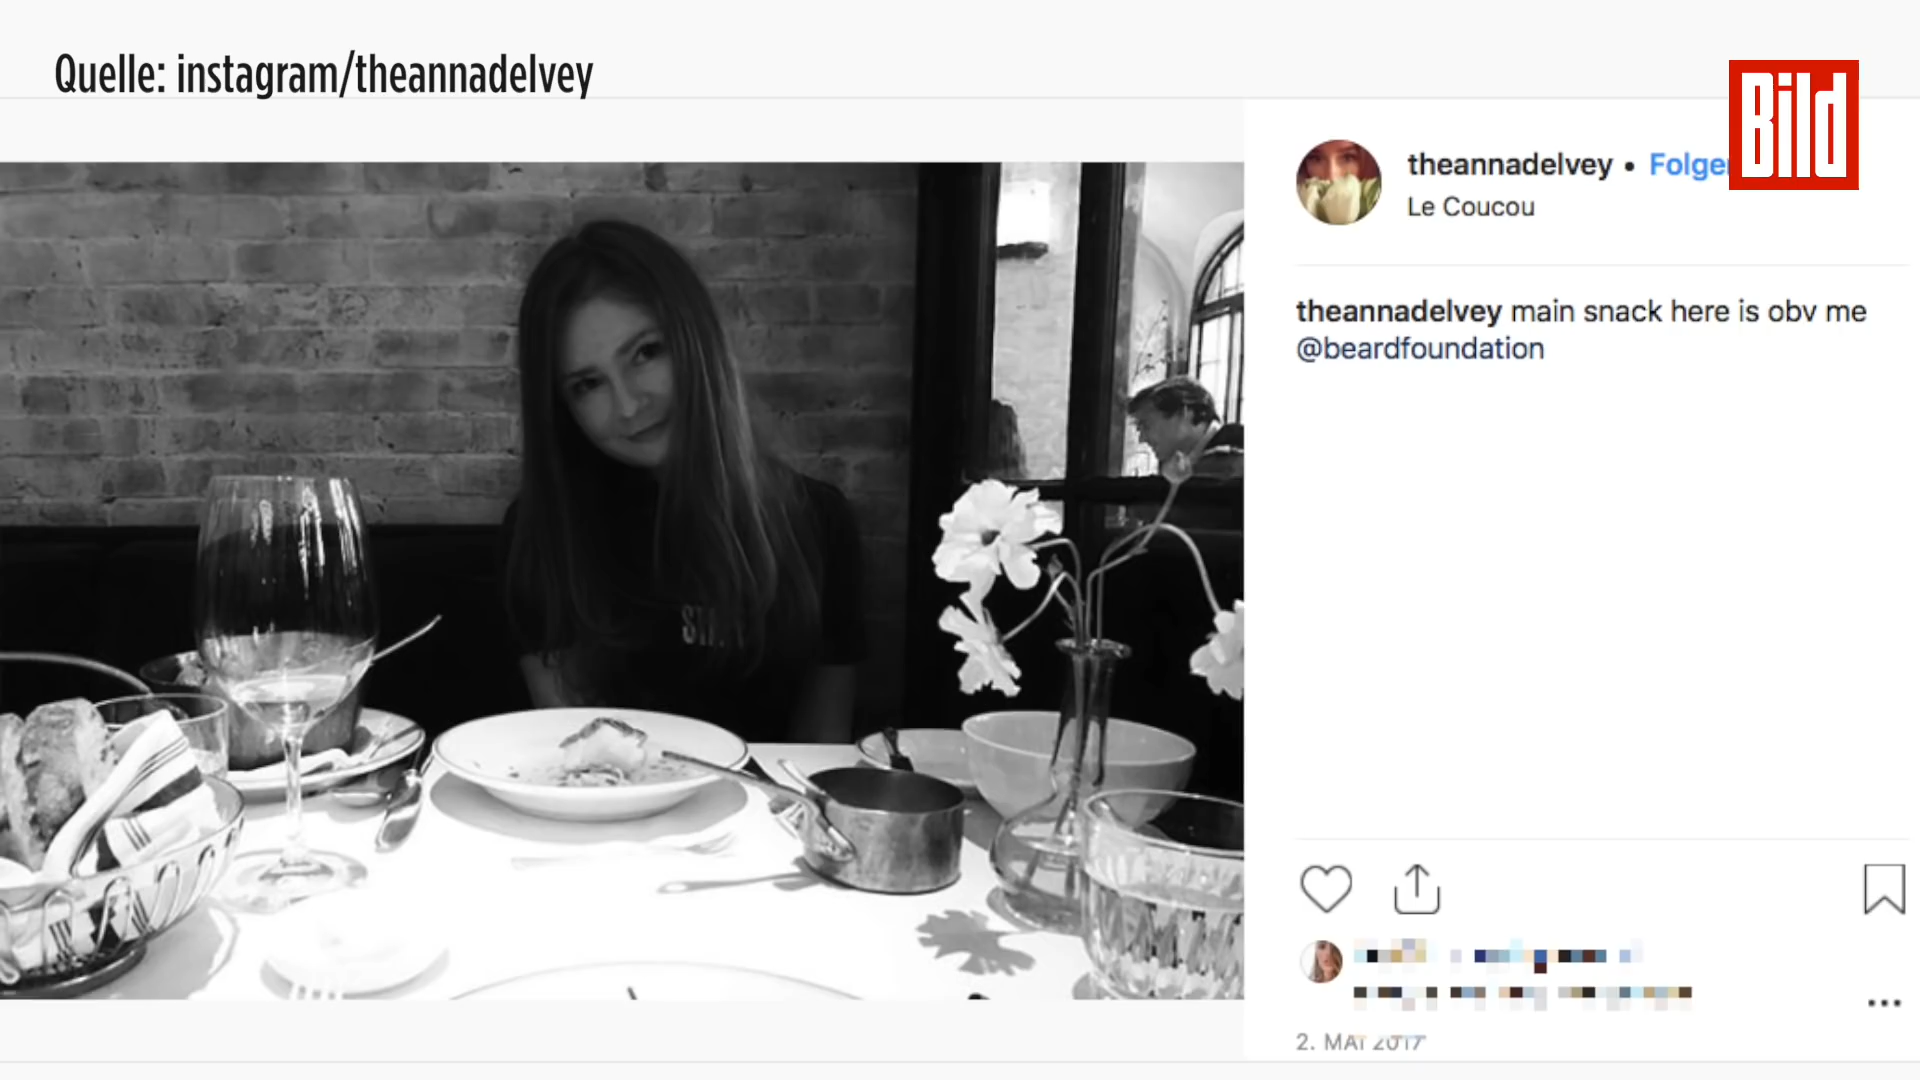 Quelle: instagram/theannadelvey
Bild
theannadelvey • Folge
Le Coucou
theannadelvey main snack here is obv me
@beardfoundation
2. MAI 2017